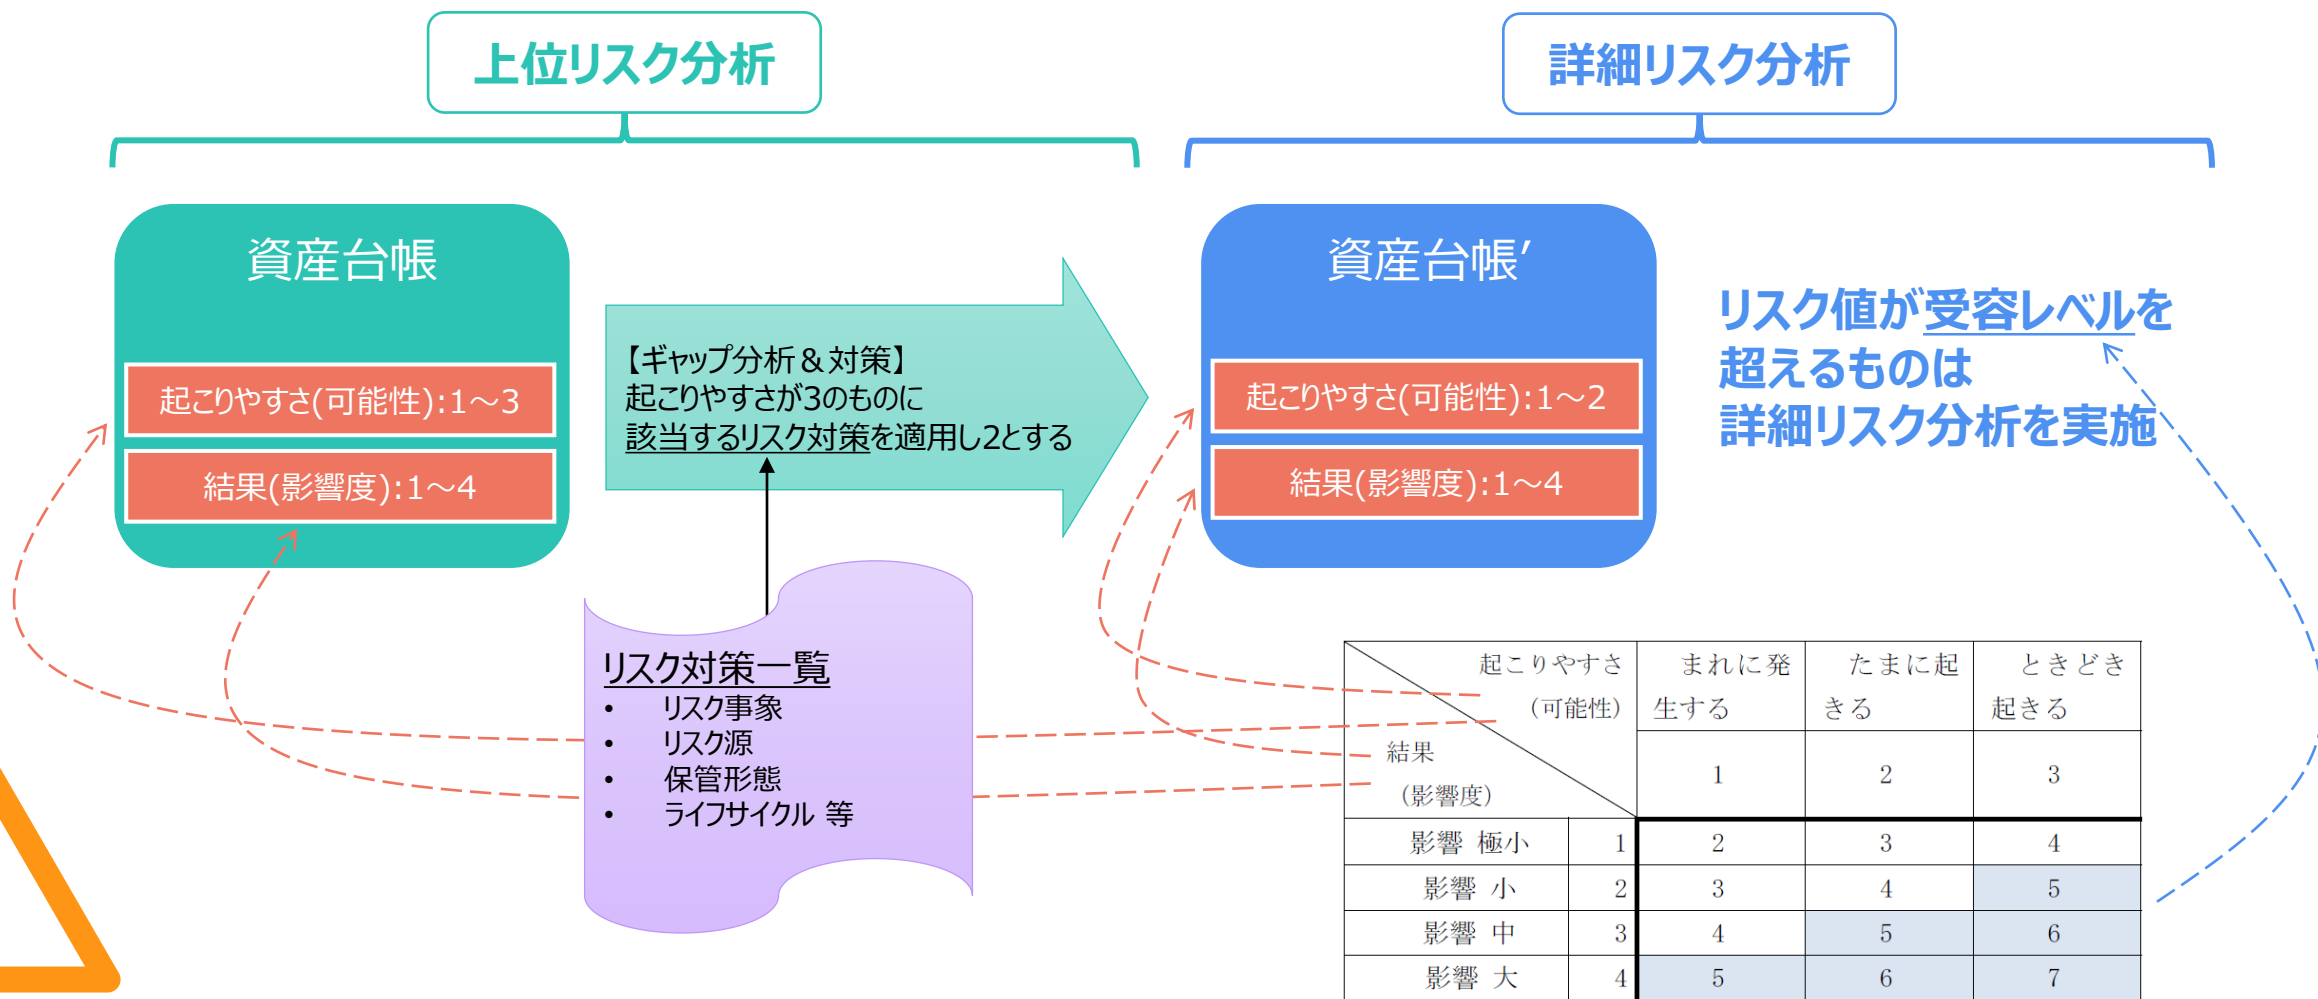 上位リスク分析
詳細リスク分析
資産台帳
起こりやすさ(可能性):1～3
結果(影響度):1～4
【ギャップ分析＆対策】
起こりやすさが3のものに
該当するリスク対策を適用し2とする
リスク対策一覧
• リスク事象
• リスク源
• 保管形態
• ライフサイクル 等
資産台帳′
起こりやすさ(可能性):1～2
結果(影響度):1～4
リスク値が受容レベルを
超えるものは
詳細リスク分析を実施
起こりやすさ まれに発 たまに起 ときどき
(可能性) 生する きる 起きる
結果
(影響度)
1 2 3
影響 極小 1 2 3 4
影響 小 2 3 4 5
影響 中 3 4 5 6
影響 大 4 5 6 7